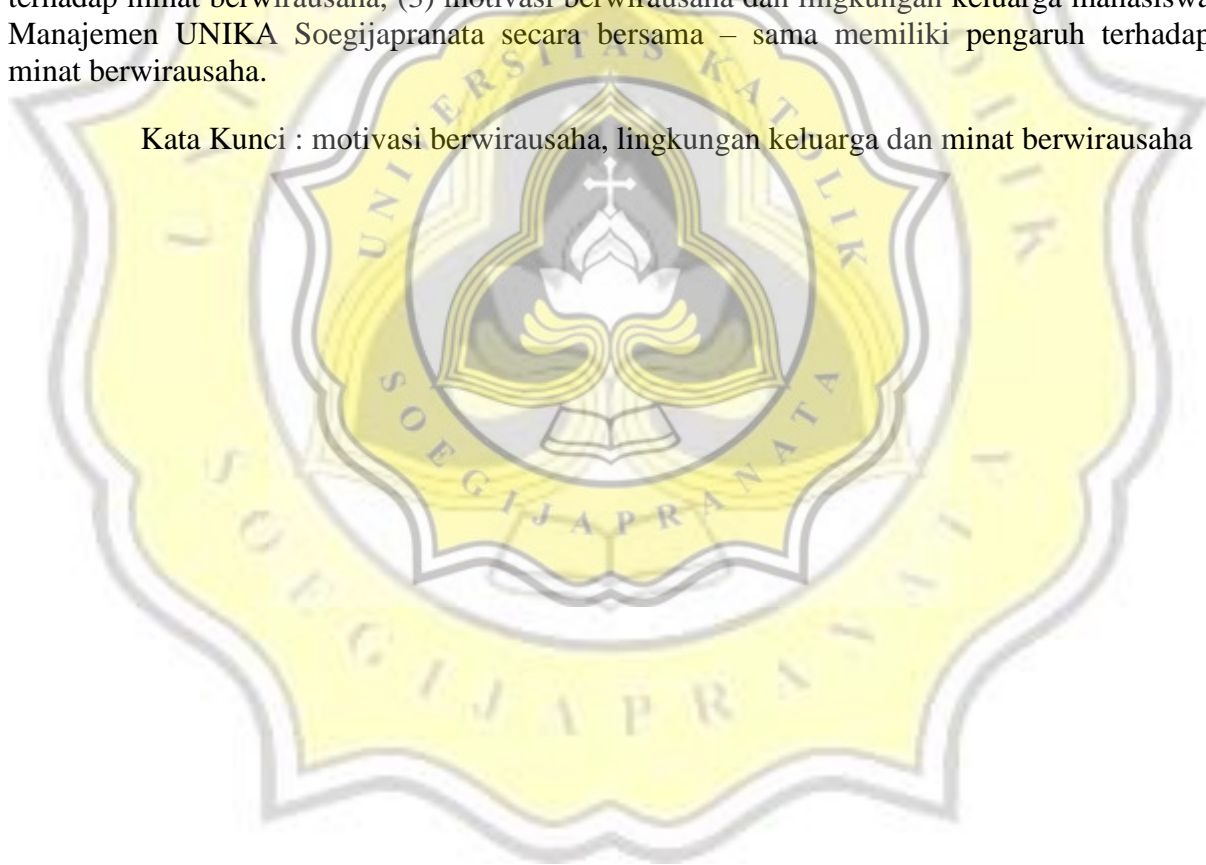 terhadap minat berwirausaha, (3) motivasi berwirausaha dan lingkungan keluarga mahasiswa
Manajemen UNIKA Soegijapranata secara bersama – sama memiliki pengaruh terhadap
minat berwirausaha.
Kata Kunci : motivasi berwirausaha, lingkungan keluarga dan minat berwirausaha
UNIVERSITAS KATOLIK
SOEGIJAPRANATA
SOEGIJAPRANATA